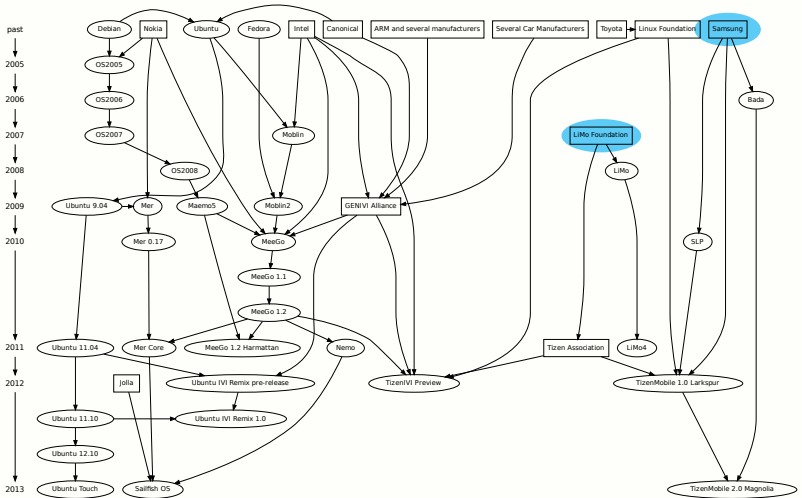 past
Debian
Nokia
Ubuntu
Fedora
Intel
Canonical
ARM and several manufacturers
Several Car Manufacturers
Toyota
Linux Foundation
Samsung
2005
OS2005
2006
OS2006
Bada
2007
OS2007
Moblin
LiMo Foundation
2008
OS2008
LiMo
2009
Ubuntu 9.04
Mer
Maemo5
Moblin2
GENIVI Alliance
2010
Mer 0.17
MeeGo
SLP
MeeGo 1.1
MeeGo 1.2
2011
Ubuntu 11.04
Mer Core
MeeGo 1.2 Harmattan
Nemo
Tizen Association
LiMo4
2012
Jolla
Ubuntu IVI Remix pre-release
TizenIVI Preview
TizenMobile 1.0 Larkspur
Ubuntu 11.10
Ubuntu IVI Remix 1.0
Ubuntu 12.10
2013
Ubuntu Touch
Sailfish OS
TizenMobile 2.0 Magnolia